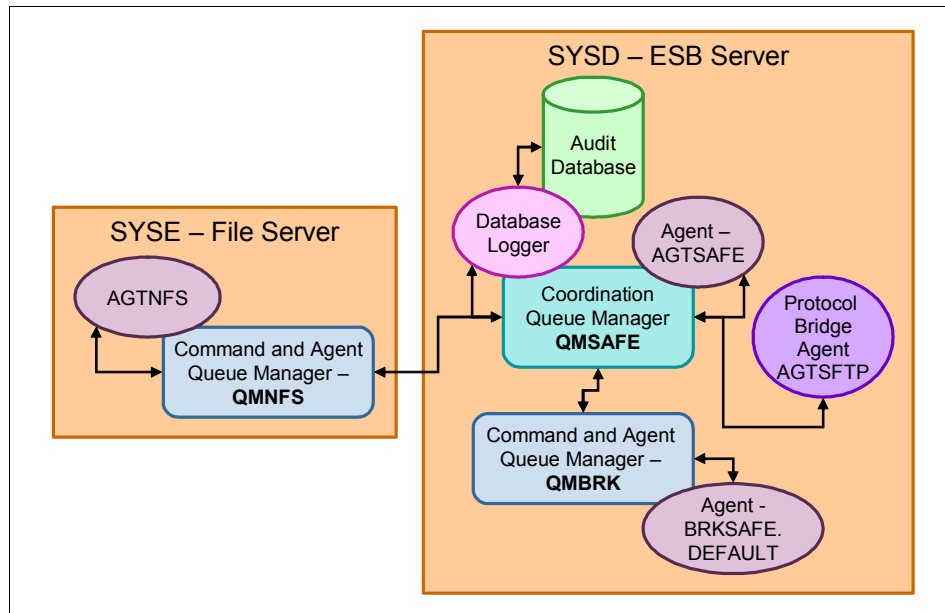 SYSD – ESB Server
Audit
Database
Database
Logger
Agent –
AGTSAFE
Coordination
Queue Manager
QMSAFE
Protocol
Bridge
Agent
AGTSFTP
Command and Agent
Queue Manager –
QMBRK
Agent -
BRKSAFE.
DEFAULT
SYSE – File Server
AGTNFS
Command and Agent
Queue Manager –
QMNFS